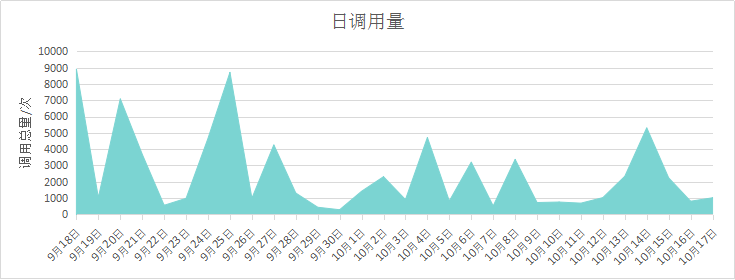 日调用量
调用总量/次
10000
9000
8000
7000
6000
5000
4000
3000
2000
1000
0
9月18日
9月19日
9月20日
9月21日
9月22日
9月23日
9月24日
9月25日
9月26日
9月27日
9月28日
9月29日
9月30日
10月1日
10月2日
10月3日
10月4日
10月5日
10月6日
10月7日
10月8日
10月9日
10月10日
10月11日
10月12日
10月13日
10月14日
10月15日
10月16日
10月17日